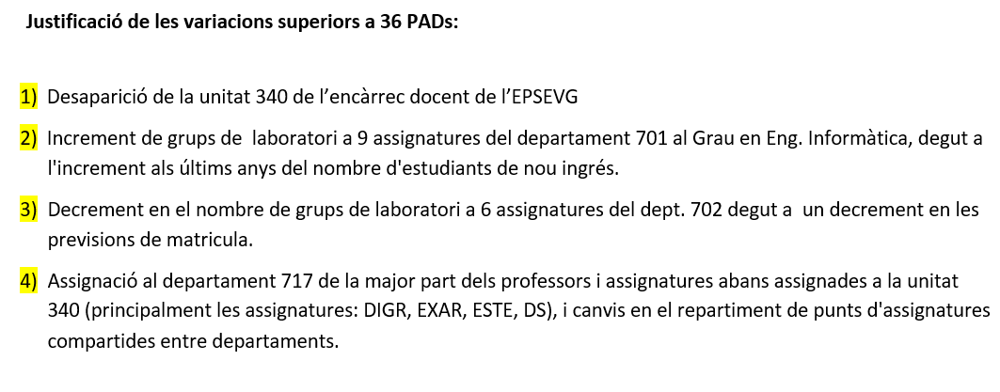 Justificació de les variacions superiors a 36 PADs:
1) Desaparició de la unitat 340 de l’encàrrec docent de l’EPSEVG
2) Increment de grups de laboratori a 9 assignatures del departament 701 al Grau en Eng. Informàtica, degut a
l'increment als últims anys del nombre d'estudiants de nou ingrés.
3) Decrement en el nombre de grups de laboratori a 6 assignatures del dept. 702 degut a un decrement en les
previsions de matricula.
4) Assignació al departament 717 de la major part dels professors i assignatures abans assignades a la unitat
340 (principalment les assignatures: DIGR, EXAR, ESTE, DS), i canvis en el repartiment de punts d'assignatures
compartides entre departaments.